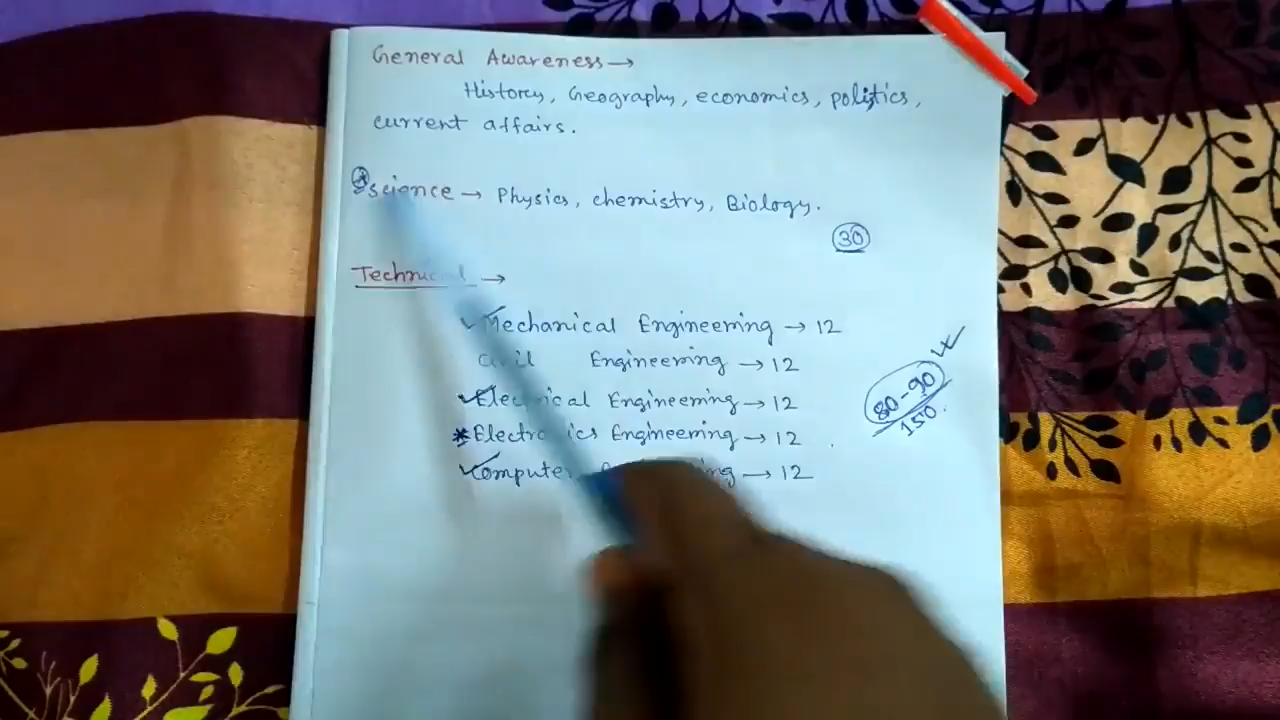 General Awareness →
History, Geography, economics, politics,
current affairs.
science → Physics, chemistry, Biology.
30
Technical →
Mechanical Engineering → 12
Civil Engineering → 12
Electrical Engineering → 12
80-90
150
*Electronics Engineering → 12
Computer Engineering → 12